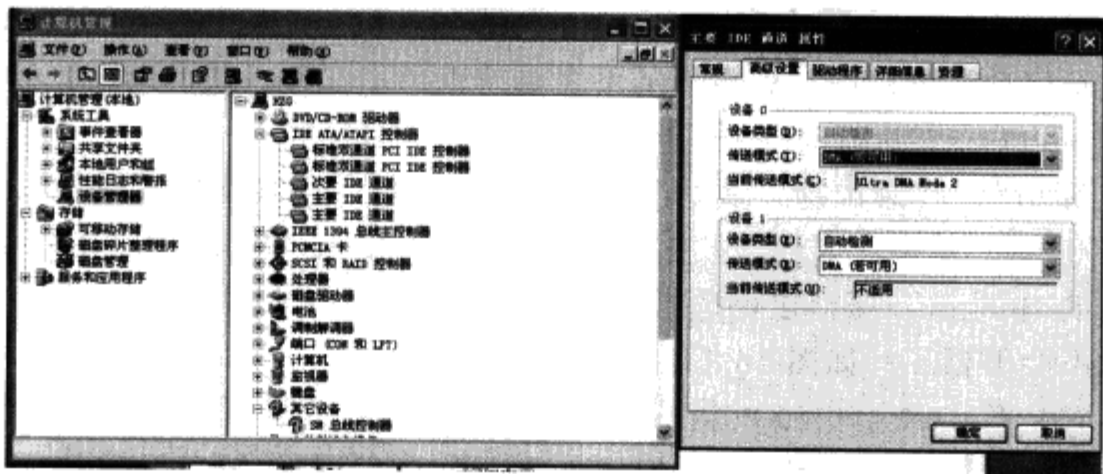 计算机管理
文件(F) 操作(A) 查看(V) 窗口(W) 帮助(H)
计算机管理(本地)
系统工具
事件查看器
共享文件夹
本地用户和组
性能日志和警报
设备管理器
存储
可移动存储
磁盘碎片整理程序
磁盘管理
服务和应用程序
DVD/CD-ROM 驱动器
IDE ATA/ATAPI 控制器
标准双通道 PCI IDE 控制器
标准双通道 PCI IDE 控制器
次要 IDE 通道
主要 IDE 通道
主要 IDE 通道
IEEE 1394 总线主控制器
PCMCIA 卡
SCSI 和 RAID 控制器
处理器
磁盘驱动器
电池
调制解调器
端口 (COM 和 LPT)
计算机
监视器
键盘
其它设备
SM 总线控制器
主要 IDE 通道 属性
常规 高级设置 驱动程序 详细信息 资源
设备 0
设备类型(D): 自动检测
传送模式(T):
当前传送模式(C): Ultra DMA Mode 2
设备 1
设备类型(E): 自动检测
传送模式(R): DMA (若可用)
当前传送模式(U): 不适用
确定 取消